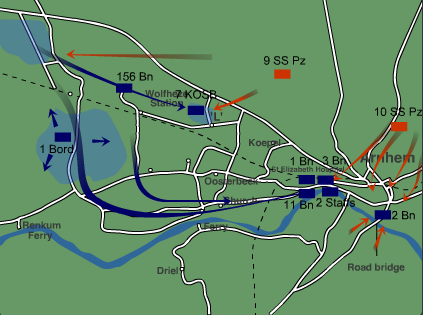 9 SS Pz
156 Bn
7 KOSB
Wolfheze
Station
'L'
10 SS Pz
1 Bord
Koepel
1 Bn
3 Bn
Arnhem
St Elizabeth Hospital
Oosterbeek
11 Bn
2 Staffs
Church
2 Bn
Renkum
Ferry
Ferry
Driel
Road bridge